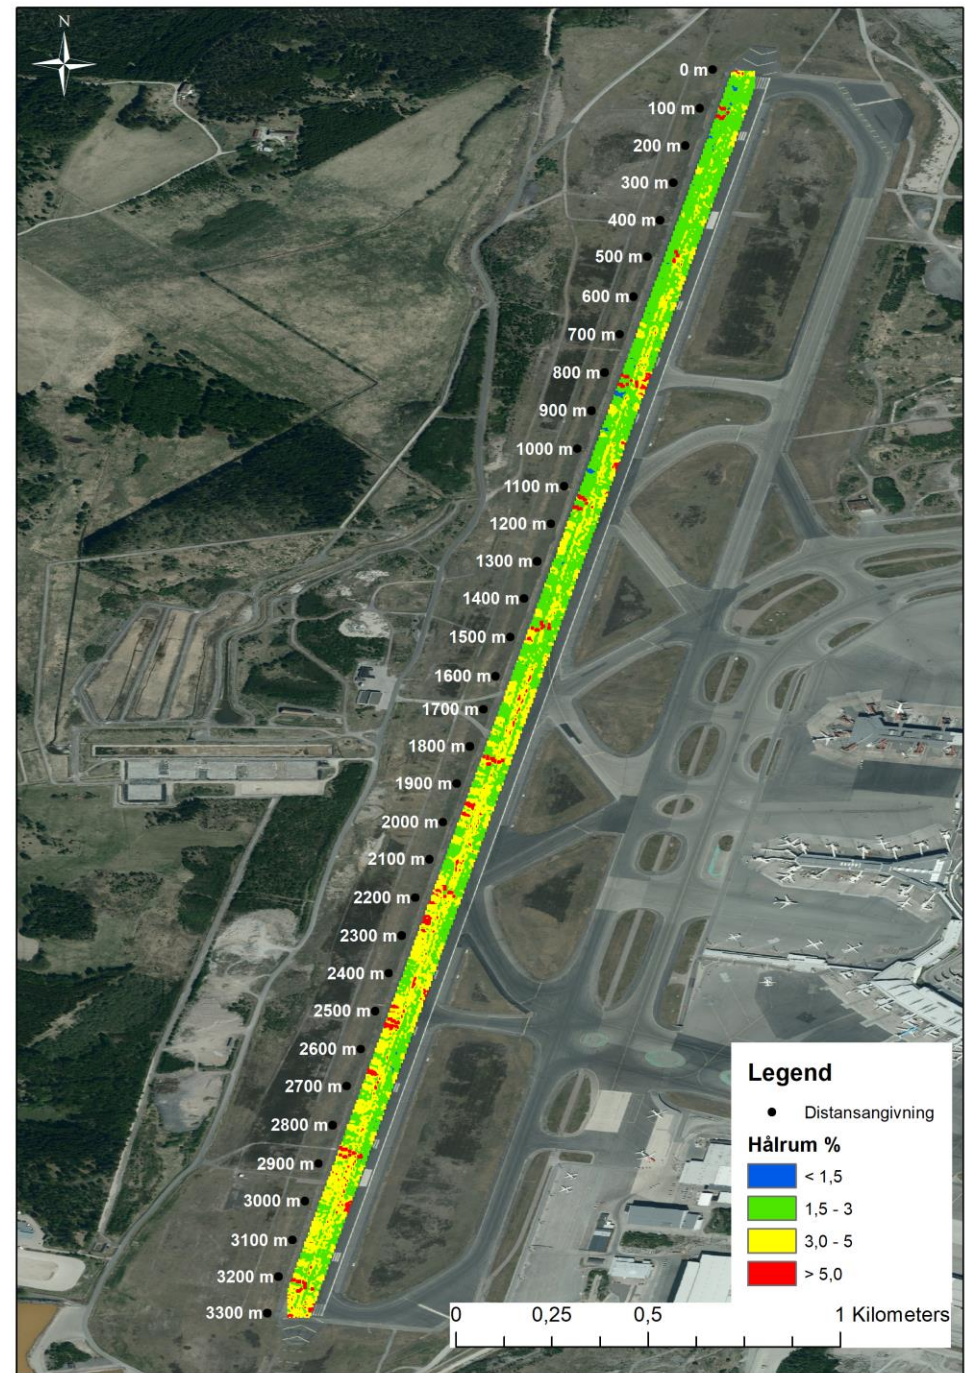 N
0 m
100 m
200 m
300 m
400 m
500 m
600 m
700 m
800 m
900 m
1000 m
1100 m
1200 m
1300 m
1400 m
1500 m
1600 m
1700 m
1800 m
1900 m
2000 m
2100 m
2200 m
2300 m
2400 m
2500 m
2600 m
2700 m
2800 m
2900 m
3000 m
3100 m
3200 m
3300 m
Legend
Distansangivning
Hålrum %
< 1,5
1,5 - 3
3,0 - 5
> 5,0
0 0,25 0,5 1 Kilometers